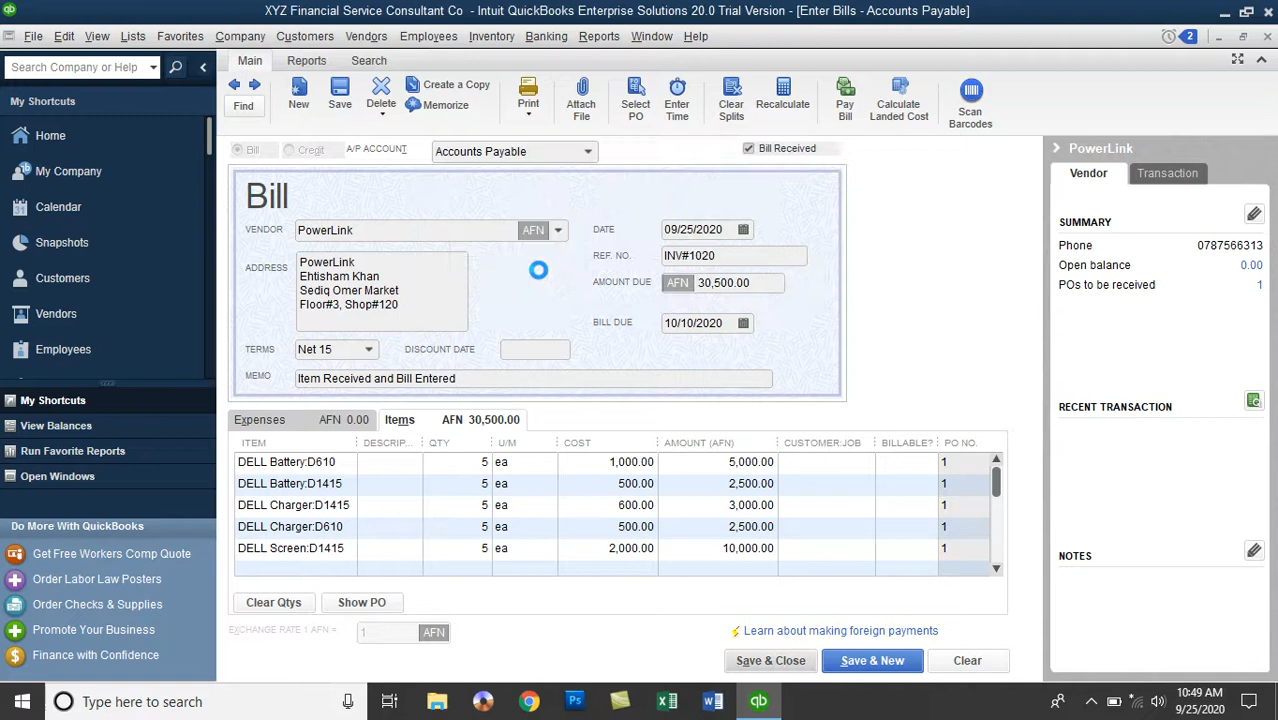 XYZ Financial Service Consultant Co - Intuit QuickBooks Enterprise Solutions 20.0 Trial Version - [Enter Bills - Accounts Payable]
File Edit View Lists Favorites Company Customers Vendors Employees Inventory Banking Reports Window Help
2
Search Company or Help
My Shortcuts
Home
My Company
Calendar
Snapshots
Customers
Vendors
Employees
My Shortcuts
View Balances
Run Favorite Reports
Open Windows
Do More With QuickBooks
Get Free Workers Comp Quote
Order Labor Law Posters
Order Checks & Supplies
Promote Your Business
Finance with Confidence
Main Reports Search
Find
New
Save
Delete
Create a Copy
Memorize
Print
Attach File
Select PO
Enter Time
Clear Splits
Recalculate
Pay Bill
Calculate Landed Cost
Scan Barcodes
Bill Credit A/P ACCOUNT Accounts Payable Bill Received
Bill
VENDOR PowerLink AFN DATE 09/25/2020
ADDRESS
PowerLink
Ehtisham Khan
Sediq Omer Market
Floor#3, Shop#120
REF. NO. INV#1020
AMOUNT DUE AFN 30,500.00
BILL DUE 10/10/2020
TERMS Net 15 DISCOUNT DATE
MEMO Item Received and Bill Entered
Expenses AFN 0.00 Items AFN 30,500.00
ITEM DESCRIP... QTY U/M COST AMOUNT (AFN) CUSTOMER:JOB BILLABLE? PO NO.
DELL Battery:D610 5 ea 1,000.00 5,000.00 1
DELL Battery:D1415 5 ea 500.00 2,500.00 1
DELL Charger:D1415 5 ea 600.00 3,000.00 1
DELL Charger:D610 5 ea 500.00 2,500.00 1
DELL Screen:D1415 5 ea 2,000.00 10,000.00 1
Clear Qtys Show PO
EXCHANGE RATE 1 AFN = 1 AFN
Learn about making foreign payments
Save & Close Save & New Clear
PowerLink
Vendor Transaction
SUMMARY
Phone 0787566313
Open balance 0.00
POs to be received 1
RECENT TRANSACTION
NOTES
Type here to search
10:49 AM
9/25/2020